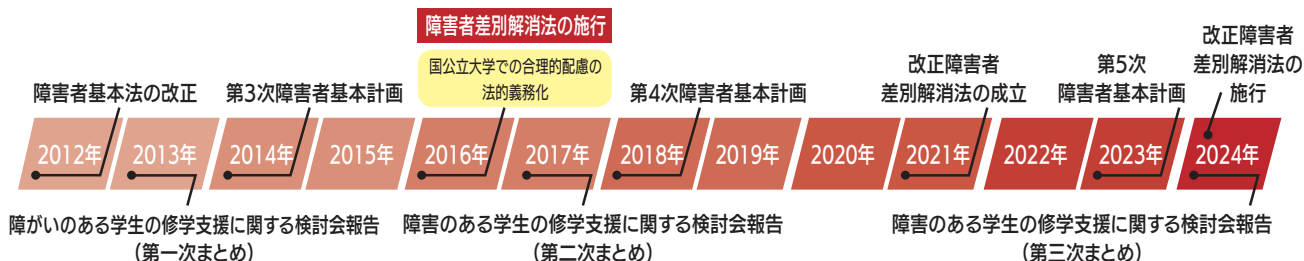 障害者差別解消法の施行
国公立大学での合理的配慮の
法的義務化
障害者基本法の改正
第3次障害者基本計画
第4次障害者基本計画
改正障害者
差別解消法の成立
第5次
障害者基本計画
改正障害者
差別解消法の
施行
2012年
2013年
2014年
2015年
2016年
2017年
2018年
2019年
2020年
2021年
2022年
2023年
2024年
障がいのある学生の修学支援に関する検討会報告
(第一次まとめ)
障害のある学生の修学支援に関する検討会報告
(第二次まとめ)
障害のある学生の修学支援に関する検討会報告
(第三次まとめ)